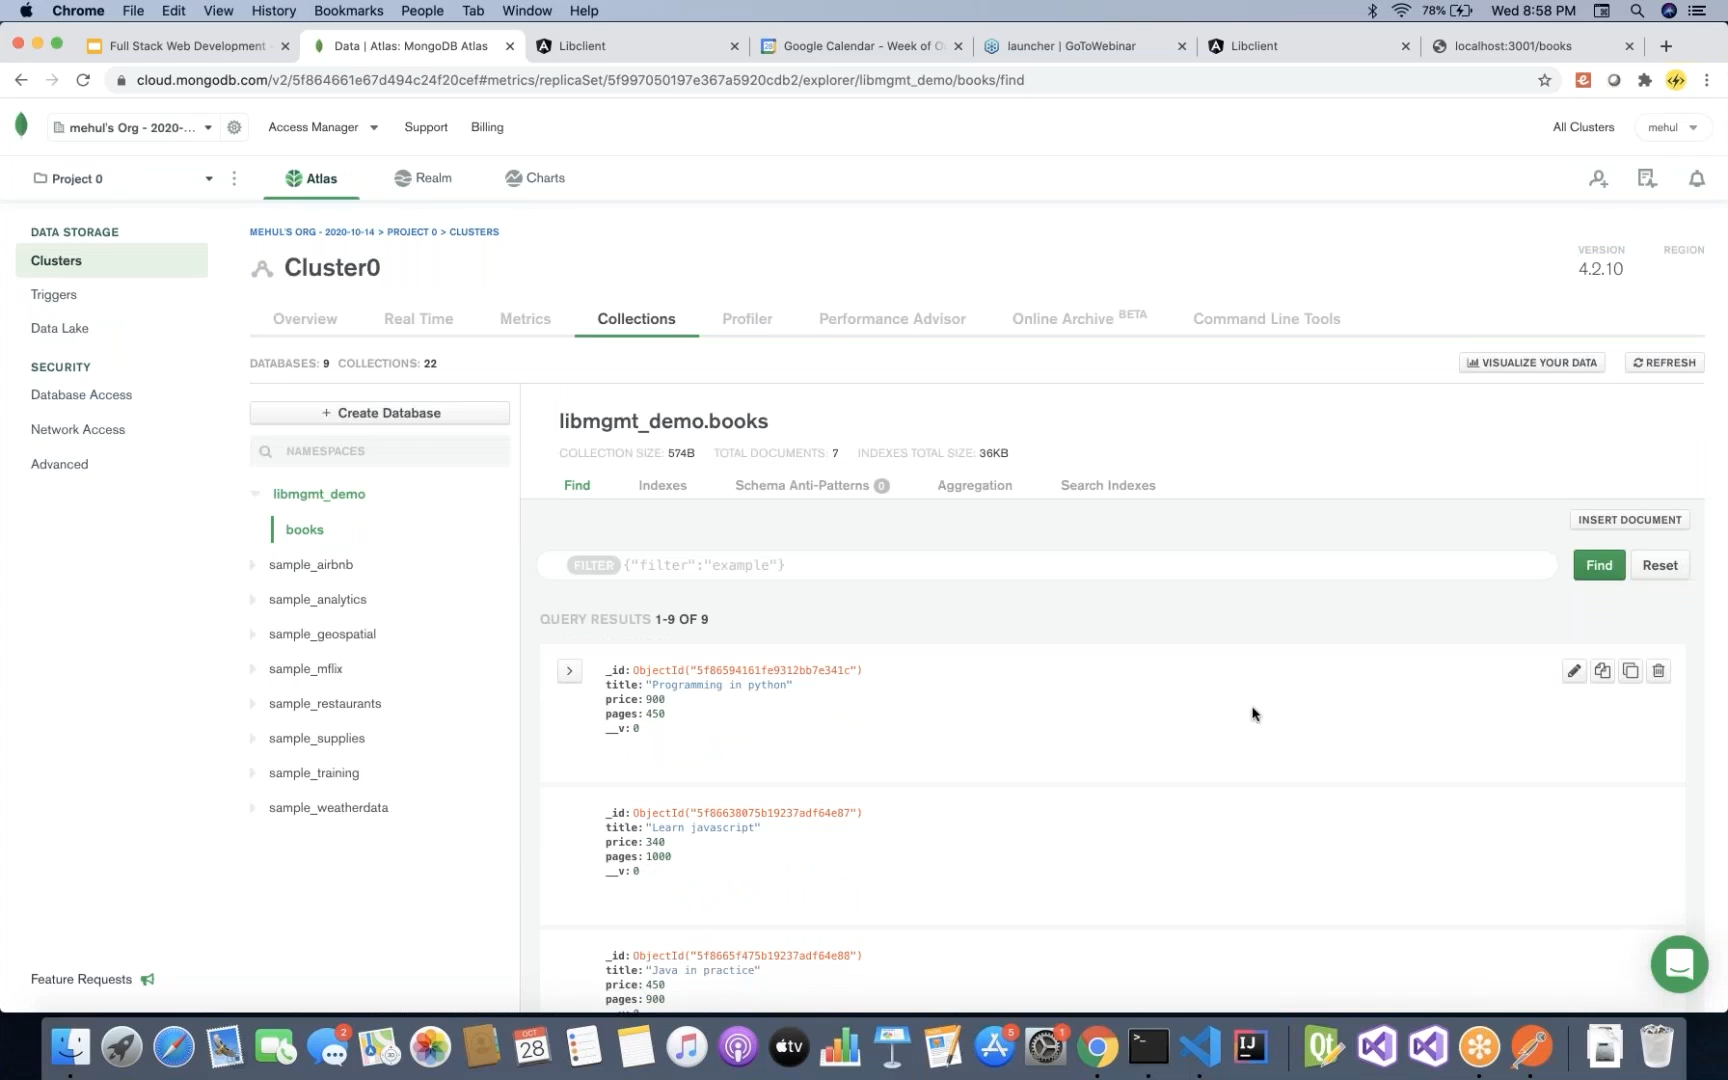 Chrome File Edit View History Bookmarks People Tab Window Help 78% Wed 8:58 PM
Full Stack Web Development Data | Atlas: MongoDB Atlas Libclient Google Calendar - Week of O launcher | GoToWebinar Libclient localhost:3001/books
cloud.mongodb.com/v2/5f864661e67d494c24f20cef#metrics/replicaSet/5f997050197e367a5920cdb2/explorer/libmgmt_demo/books/find
mehul's Org - 2020-... Access Manager Support Billing All Clusters mehul
Project 0 Atlas Realm Charts
DATA STORAGE
Clusters
Triggers
Data Lake
SECURITY
Database Access
Network Access
Advanced
Feature Requests
MEHUL'S ORG - 2020-10-14 > PROJECT 0 > CLUSTERS
Cluster0
VERSION REGION
4.2.10
Overview Real Time Metrics Collections Profiler Performance Advisor Online Archive BETA Command Line Tools
DATABASES: 9 COLLECTIONS: 22
VISUALIZE YOUR DATA REFRESH
+ Create Database
NAMESPACES
libmgmt_demo
books
sample_airbnb
sample_analytics
sample_geospatial
sample_mflix
sample_restaurants
sample_supplies
sample_training
sample_weatherdata
libmgmt_demo.books
COLLECTION SIZE: 574B TOTAL DOCUMENTS: 7 INDEXES TOTAL SIZE: 36KB
Find Indexes Schema Anti-Patterns 0 Aggregation Search Indexes
INSERT DOCUMENT
FILTER {"filter":"example"} Find Reset
QUERY RESULTS 1-9 OF 9
_id: ObjectId("5f86594161fe9312bb7e341c")
title: "Programming in python"
price: 900
pages: 450
__v: 0
_id: ObjectId("5f86638075b19237adf64e87")
title: "Learn javascript"
price: 340
pages: 1000
__v: 0
_id: ObjectId("5f8665f475b19237adf64e88")
title: "Java in practice"
price: 450
pages: 900
2 OCT 28 tv 5 1 >_ IJ Qt